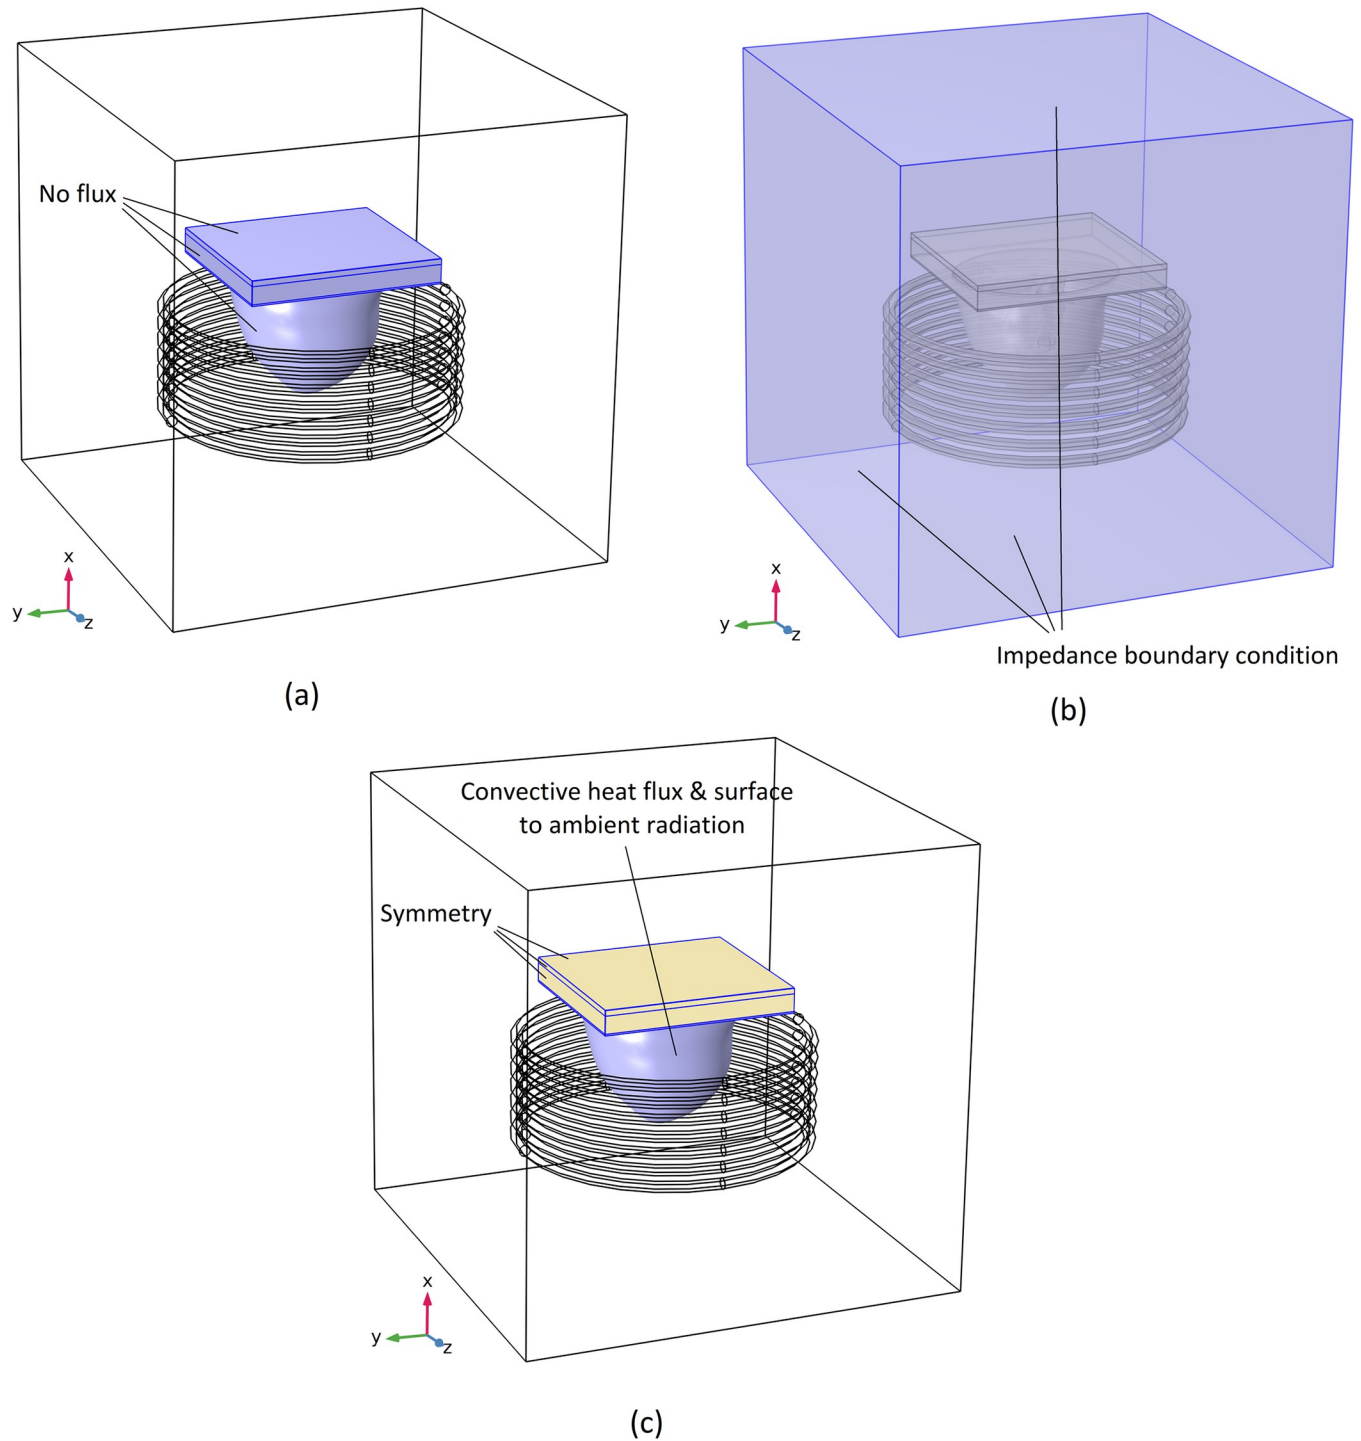 No flux
x
y
z
(a)
x
y
z
Impedance boundary condition
(b)
Convective heat flux & surface
to ambient radiation
Symmetry
x
y
z
(c)